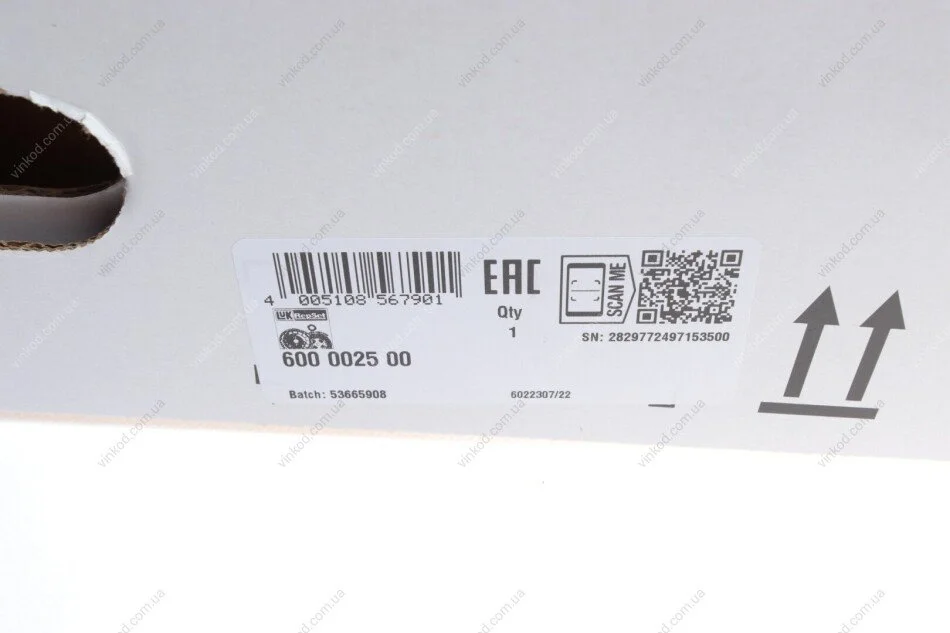 4 005108 567901
LUK RepSet
600 0025 00
Batch: 53665908
EAC
Qty
1
6022307/22
SCAN ME
SN: 2829772497153500
vinkod.com.ua